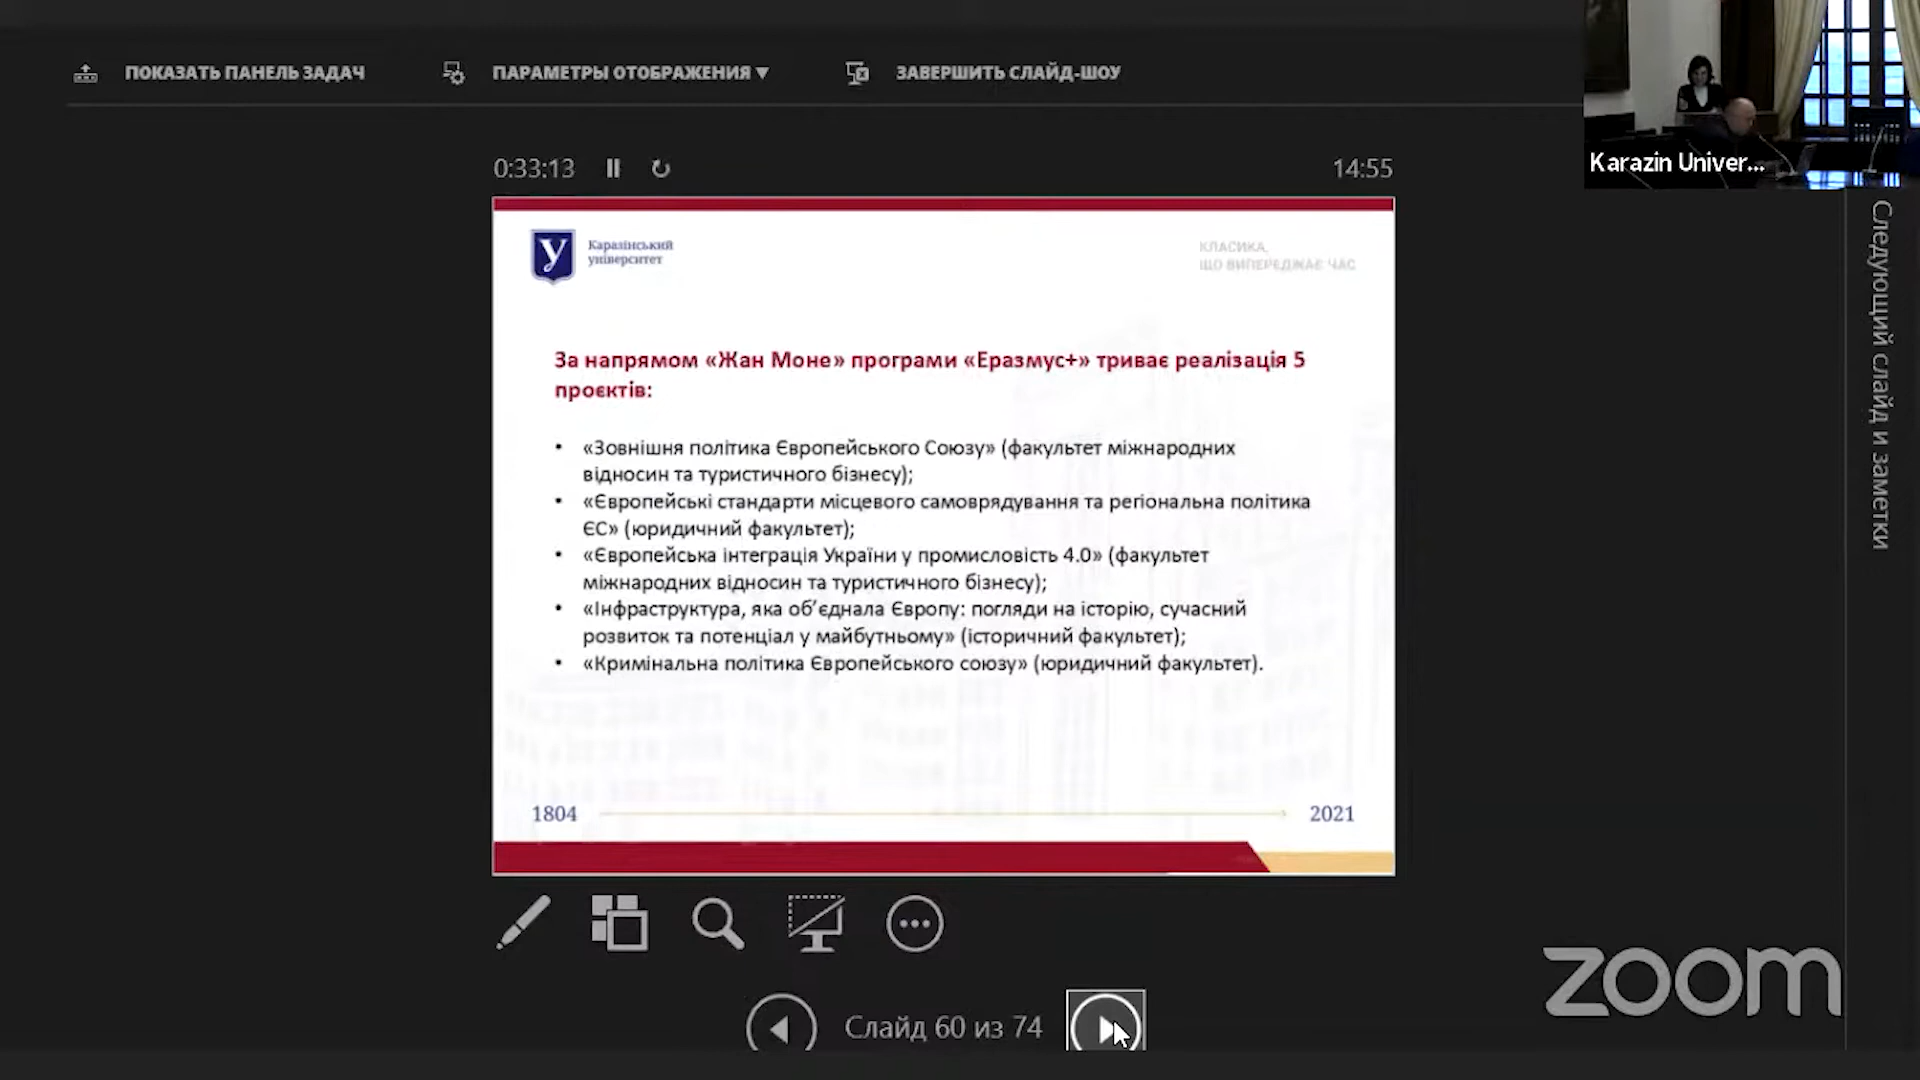 ПОКАЗАТЬ ПАНЕЛЬ ЗАДАЧ
ПАРАМЕТРЫ ОТОБРАЖЕНИЯ ▼
ЗАВЕРШИТЬ СЛАЙД-ШОУ
Karazin Univer...
0:33:13
14:55
Каразінський
університет
КЛАСИКА,
ЩО ВИПЕРЕДЖАЄ ЧАС
За напрямом «Жан Моне» програми «Еразмус+» триває реалізація 5
проєктів:
• «Зовнішня політика Європейського Союзу» (факультет міжнародних
відносин та туристичного бізнесу);
• «Європейські стандарти місцевого самоврядування та регіональна політика
ЄС» (юридичний факультет);
• «Європейська інтеграція України у промисловість 4.0» (факультет
міжнародних відносин та туристичного бізнесу);
• «Інфраструктура, яка об’єднала Європу: погляди на історію, сучасний
розвиток та потенціал у майбутньому» (історичний факультет);
• «Кримінальна політика Європейського союзу» (юридичний факультет).
1804
2021
Следующий слайд и заметки
Слайд 60 из 74
zoom